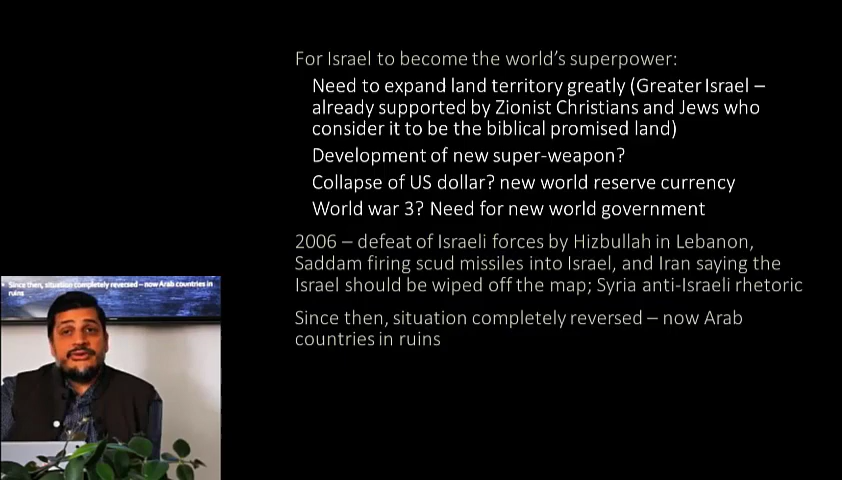 For Israel to become the world's superpower:
Need to expand land territory greatly (Greater Israel –
already supported by Zionist Christians and Jews who
consider it to be the biblical promised land)
Development of new super-weapon?
Collapse of US dollar? new world reserve currency
World war 3? Need for new world government
2006 – defeat of Israeli forces by Hizbullah in Lebanon,
Saddam firing scud missiles into Israel, and Iran saying the
Israel should be wiped off the map; Syria anti-Israeli rhetoric
Since then, situation completely reversed – now Arab
countries in ruins
• Since then, situation completely reversed – now Arab countries in
ruins